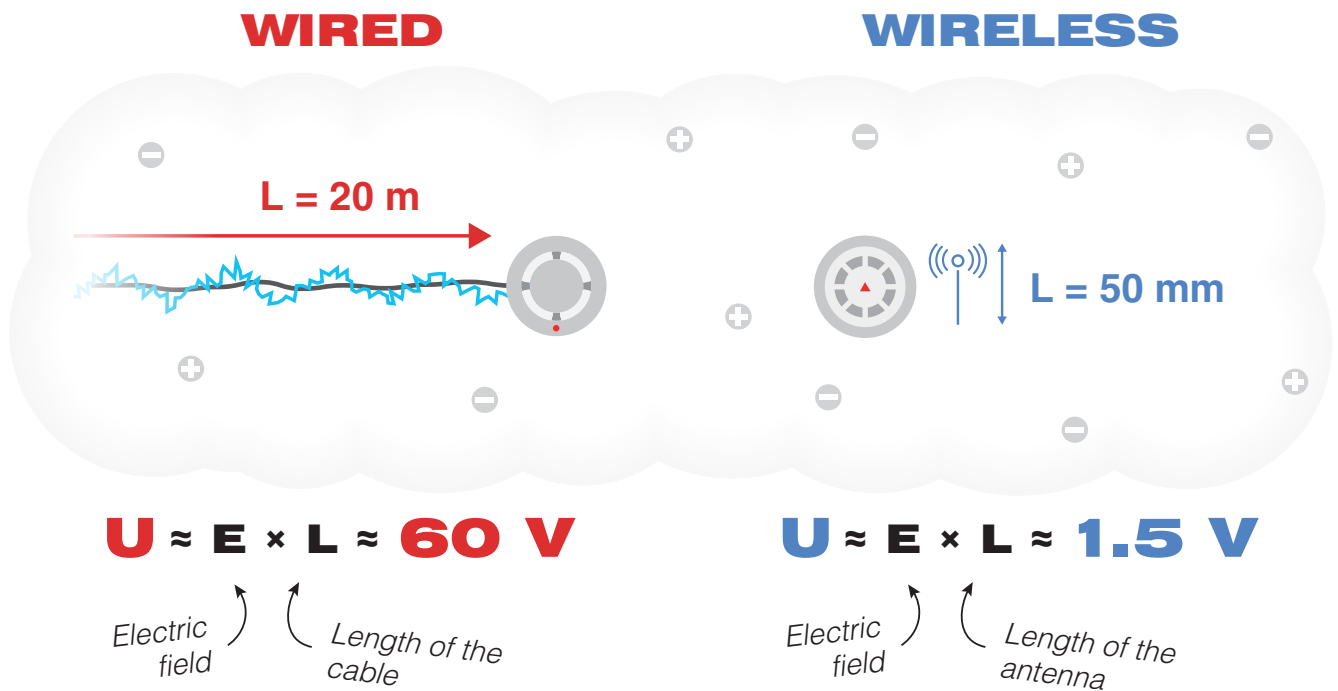 WIRED
WIRELESS
L = 20 m
L = 50 mm
U ≈ E × L ≈ 60 V
U ≈ E × L ≈ 1.5 V
Electric
field
Length of the
cable
Electric
field
Length of the
antenna